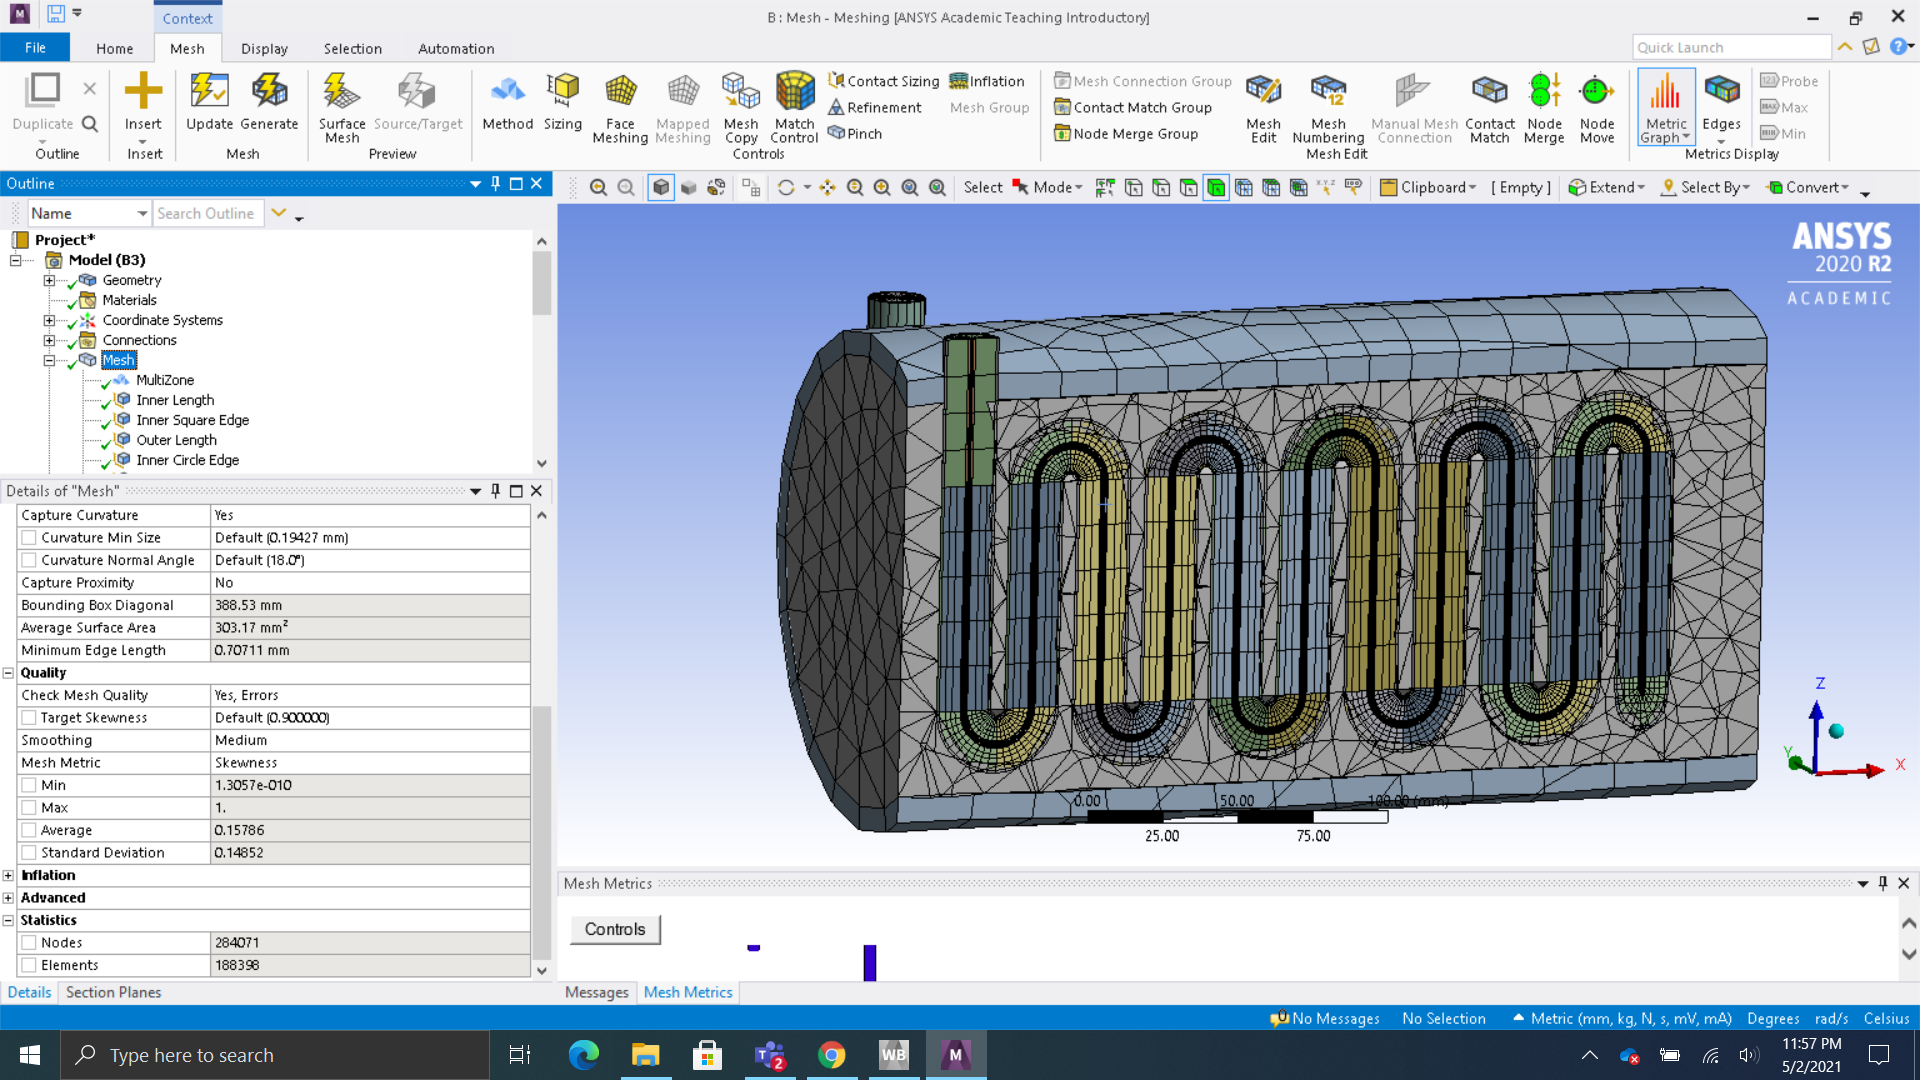 Context
B : Mesh - Meshing [ANSYS Academic Teaching Introductory]
File Home Mesh Display Selection Automation
Quick Launch
Duplicate
Outline
Insert
Insert
Update Generate
Mesh
Surface Mesh Source/Target
Preview
Method Sizing Face Meshing Mapped Meshing Mesh Copy Match Control
Contact Sizing Inflation
Refinement Mesh Group
Pinch
Controls
Mesh Connection Group
Contact Match Group
Node Merge Group
Mesh Edit Mesh Numbering Manual Mesh Connection Contact Match Node Merge Node Move
Mesh Edit
Metric Graph Edges
Probe
Max
Min
Metrics Display
Outline
Select Mode Clipboard [ Empty ] Extend Select By Convert
Name Search Outline
Project*
Model (B3)
Geometry
Materials
Coordinate Systems
Connections
Mesh
MultiZone
Inner Length
Inner Square Edge
Outer Length
Inner Circle Edge
Details of "Mesh"
Capture Curvature Yes
Curvature Min Size Default (0.19427 mm)
Curvature Normal Angle Default (18.0°)
Capture Proximity No
Bounding Box Diagonal 388.53 mm
Average Surface Area 303.17 mm²
Minimum Edge Length 0.70711 mm
Quality
Check Mesh Quality Yes, Errors
Target Skewness Default (0.900000)
Smoothing Medium
Mesh Metric Skewness
Min 1.3057e-010
Max 1.
Average 0.15786
Standard Deviation 0.14852
Inflation
Advanced
Statistics
Nodes 284071
Elements 188398
Details Section Planes
ANSYS
2020 R2
ACADEMIC
Z
Y
X
0.00 50.00 100.00 (mm)
25.00 75.00
Mesh Metrics
Controls
Messages Mesh Metrics
No Messages No Selection Metric (mm, kg, N, s, mV, mA) Degrees rad/s Celsius
Type here to search
2
WB
M
11:57 PM
5/2/2021